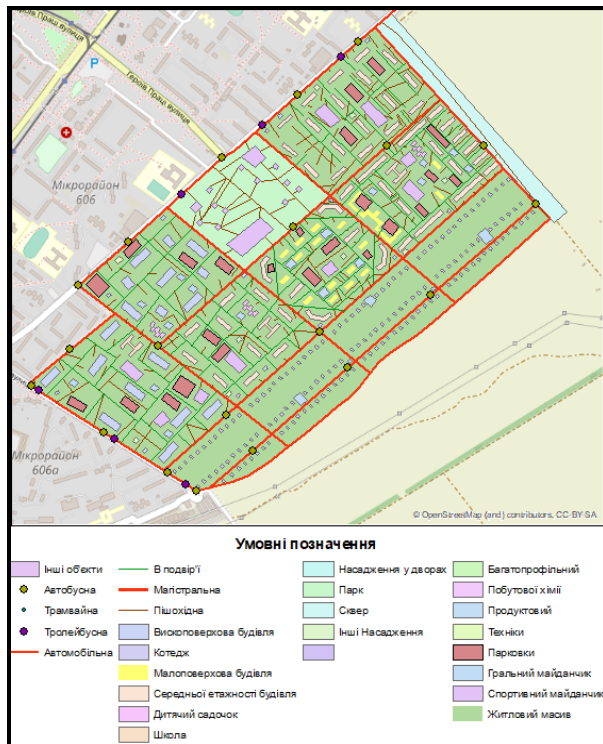 Героїв Праці вулиця
P
Героїв Праці вулиця
Мікрорайон
606
Мікрорайон
606а
© OpenStreetMap (and) contributors, CC-BY-SA
Умовні позначення
Інші об'єкти
Автобусна
Трамвайна
Тролейбусна
Автомобільна
В подвір'ї
Магістральна
Пішохідна
Вископоверхова будівля
Котедж
Малоповерхова будівля
Середньої етажності будівля
Дитячий садочок
Школа
Насадження у дворах
Парк
Сквер
Інші Насадження
Багатопрофільний
Побутової хімії
Продуктовий
Техніки
Парковки
Гральний майданчик
Спортивний майданчик
Житловий масив